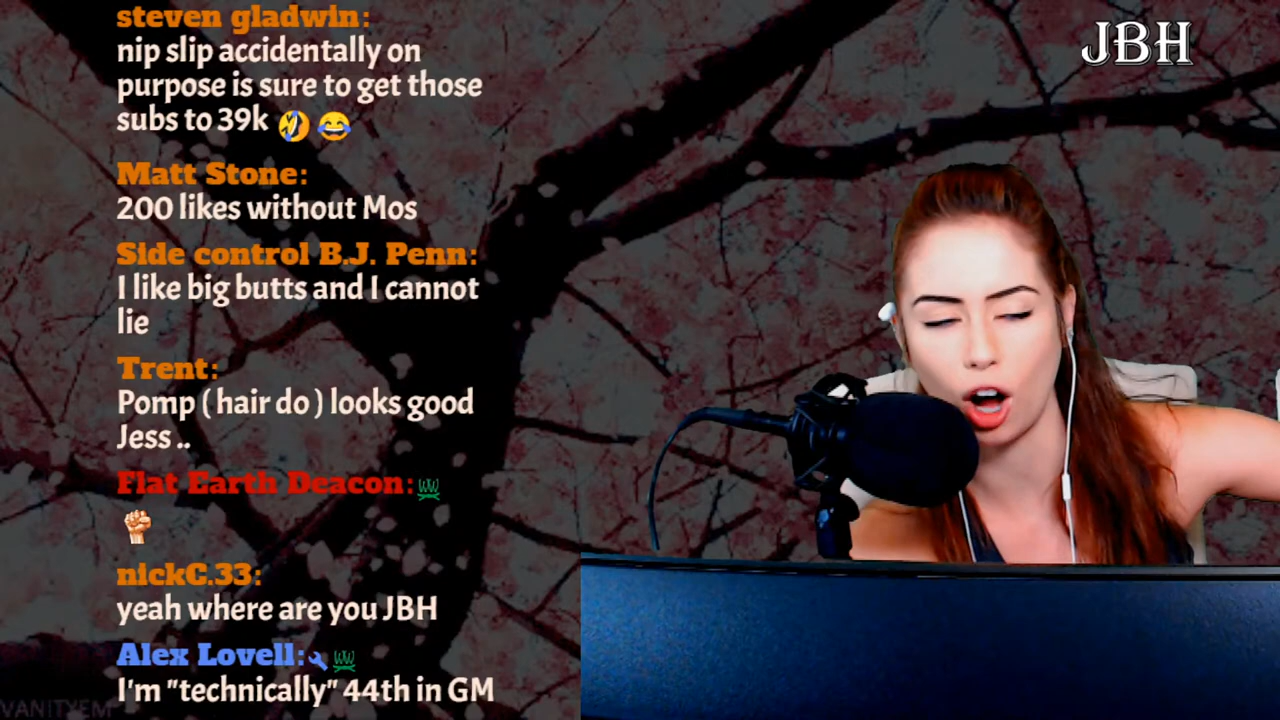 steven gladwin:
nip slip accidentally on
purpose is sure to get those
subs to 39k 🤣 😂
Matt Stone:
200 likes without Mos
Side control B.J. Penn:
I like big butts and I cannot
lie
Trent:
Pomp ( hair do ) looks good
Jess ..
Flat Earth Deacon:
✊🏻
nickC.33:
yeah where are you JBH
Alex Lovell:🔧
I'm "technically" 44th in GM
JBH
VANITYEM